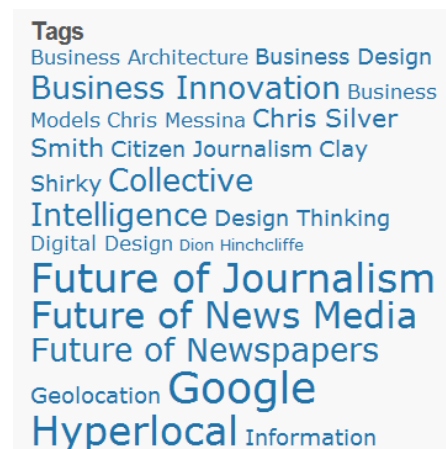 Tags
Business Architecture Business Design
Business Innovation Business
Models Chris Messina Chris Silver
Smith Citizen Journalism Clay
Shirky Collective
Intelligence Design Thinking
Digital Design Dion Hinchcliffe
Future of Journalism
Future of News Media
Future of Newspapers
Geolocation Google
Hyperlocal Information